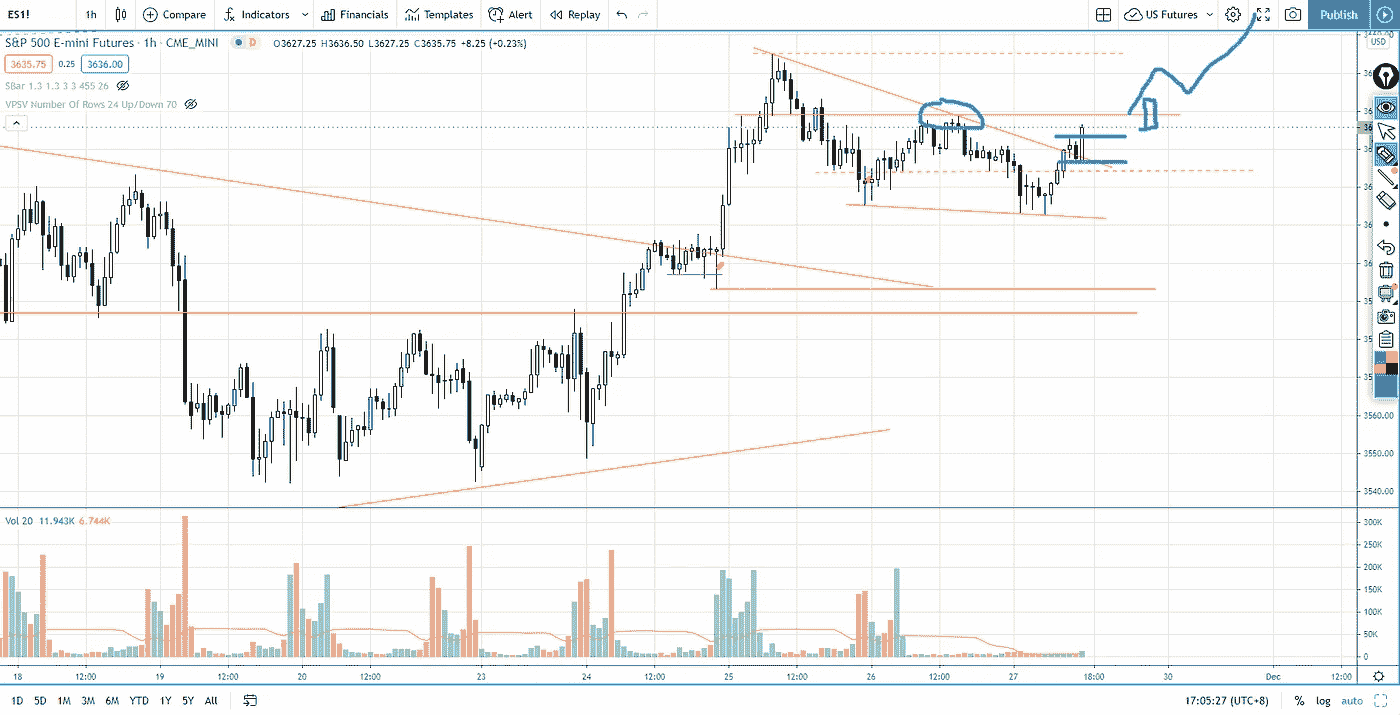 ES1! 1h Compare Indicators Financials Templates Alert Replay US Futures Publish
S&P 500 E-mini Futures · 1h · CME_MINI D O3627.25 H3636.50 L3627.25 C3635.75 +8.25 (+0.23%)
USD
3635.75 0.25 3636.00
SBar 1.3 1.3 3 3 455 26
VPSV Number Of Rows 24 Up/Down 70
3560.00
3550.00
3540.00
Vol 20 11.943K 6.744K
300K
250K
200K
150K
100K
50K
0
18 12:00 19 12:00 20 12:00 23 24 12:00 25 12:00 26 12:00 27 18:00 30 Dec 12:00
1D 5D 1M 3M 6M YTD 1Y 5Y All 17:05:27 (UTC+8) % log auto